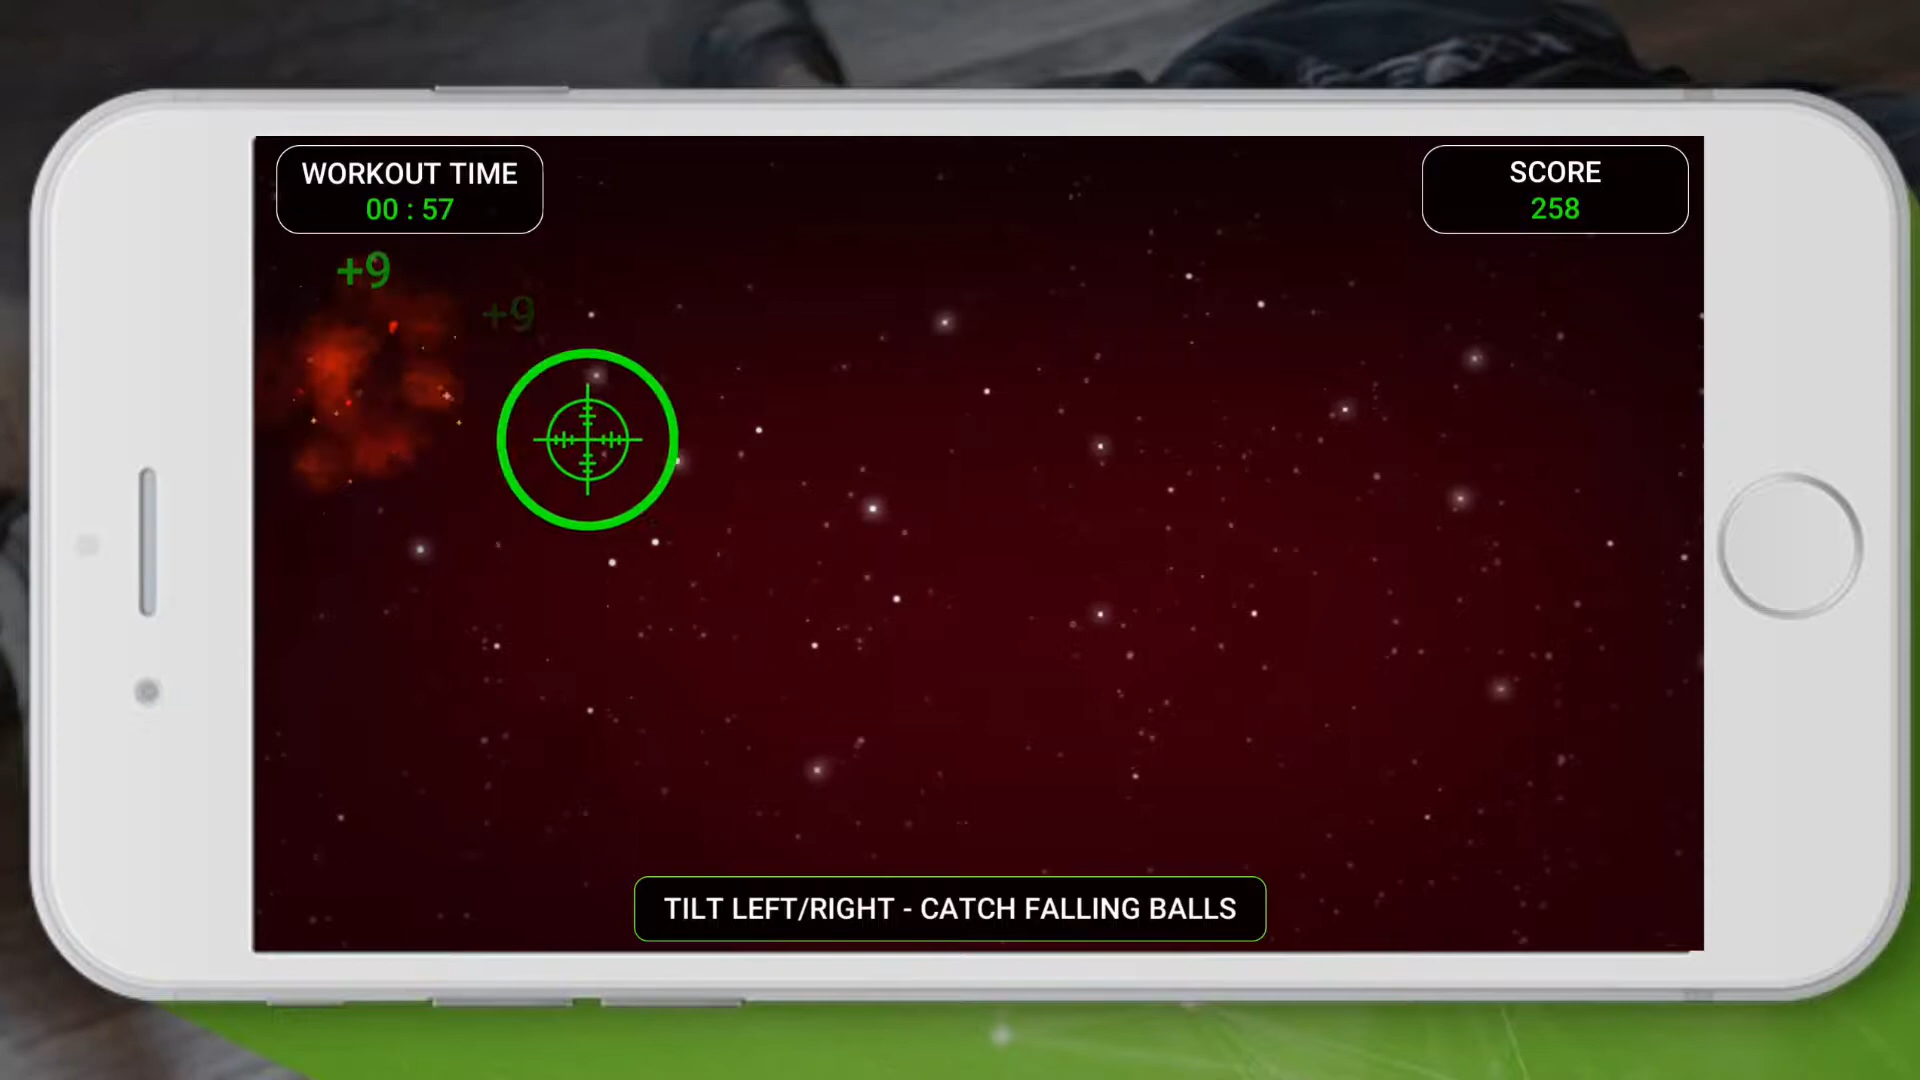 WORKOUT TIME
00 : 57
SCORE
258
+9
+9
TILT LEFT/RIGHT - CATCH FALLING BALLS